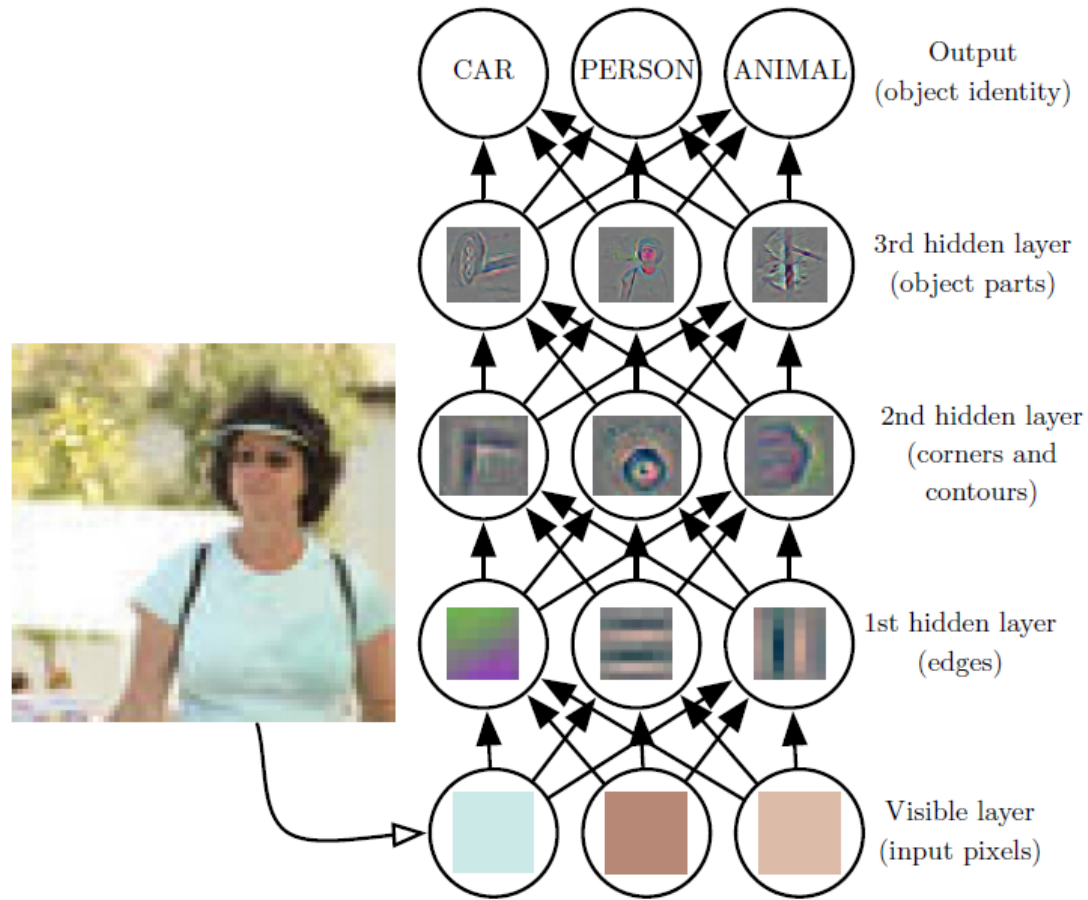 CAR
PERSON
ANIMAL
Output
(object identity)
3rd hidden layer
(object parts)
2nd hidden layer
(corners and
contours)
1st hidden layer
(edges)
Visible layer
(input pixels)